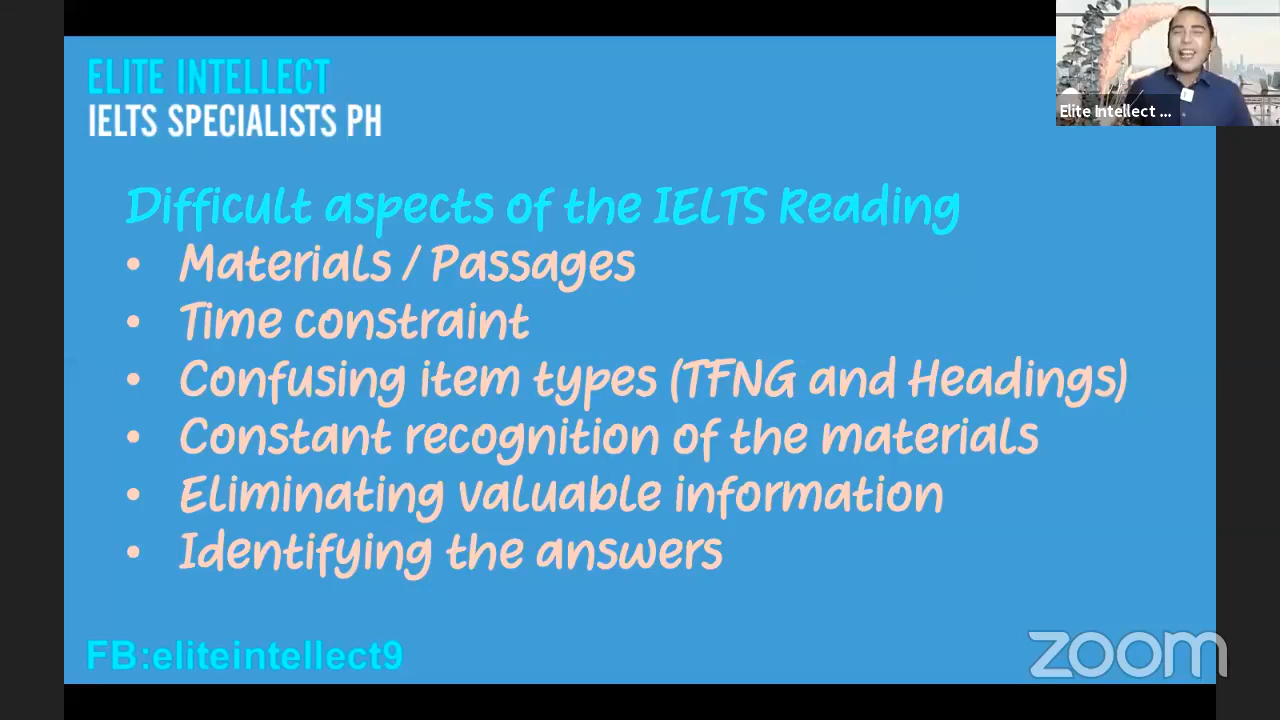 ELITE INTELLECT
IELTS SPECIALISTS PH
Elite Intellect ...
Difficult aspects of the IELTS Reading
• Materials / Passages
• Time constraint
• Confusing item types (TFNG and Headings)
• Constant recognition of the materials
• Eliminating valuable information
• Identifying the answers
FB:eliteintellect9
zoom